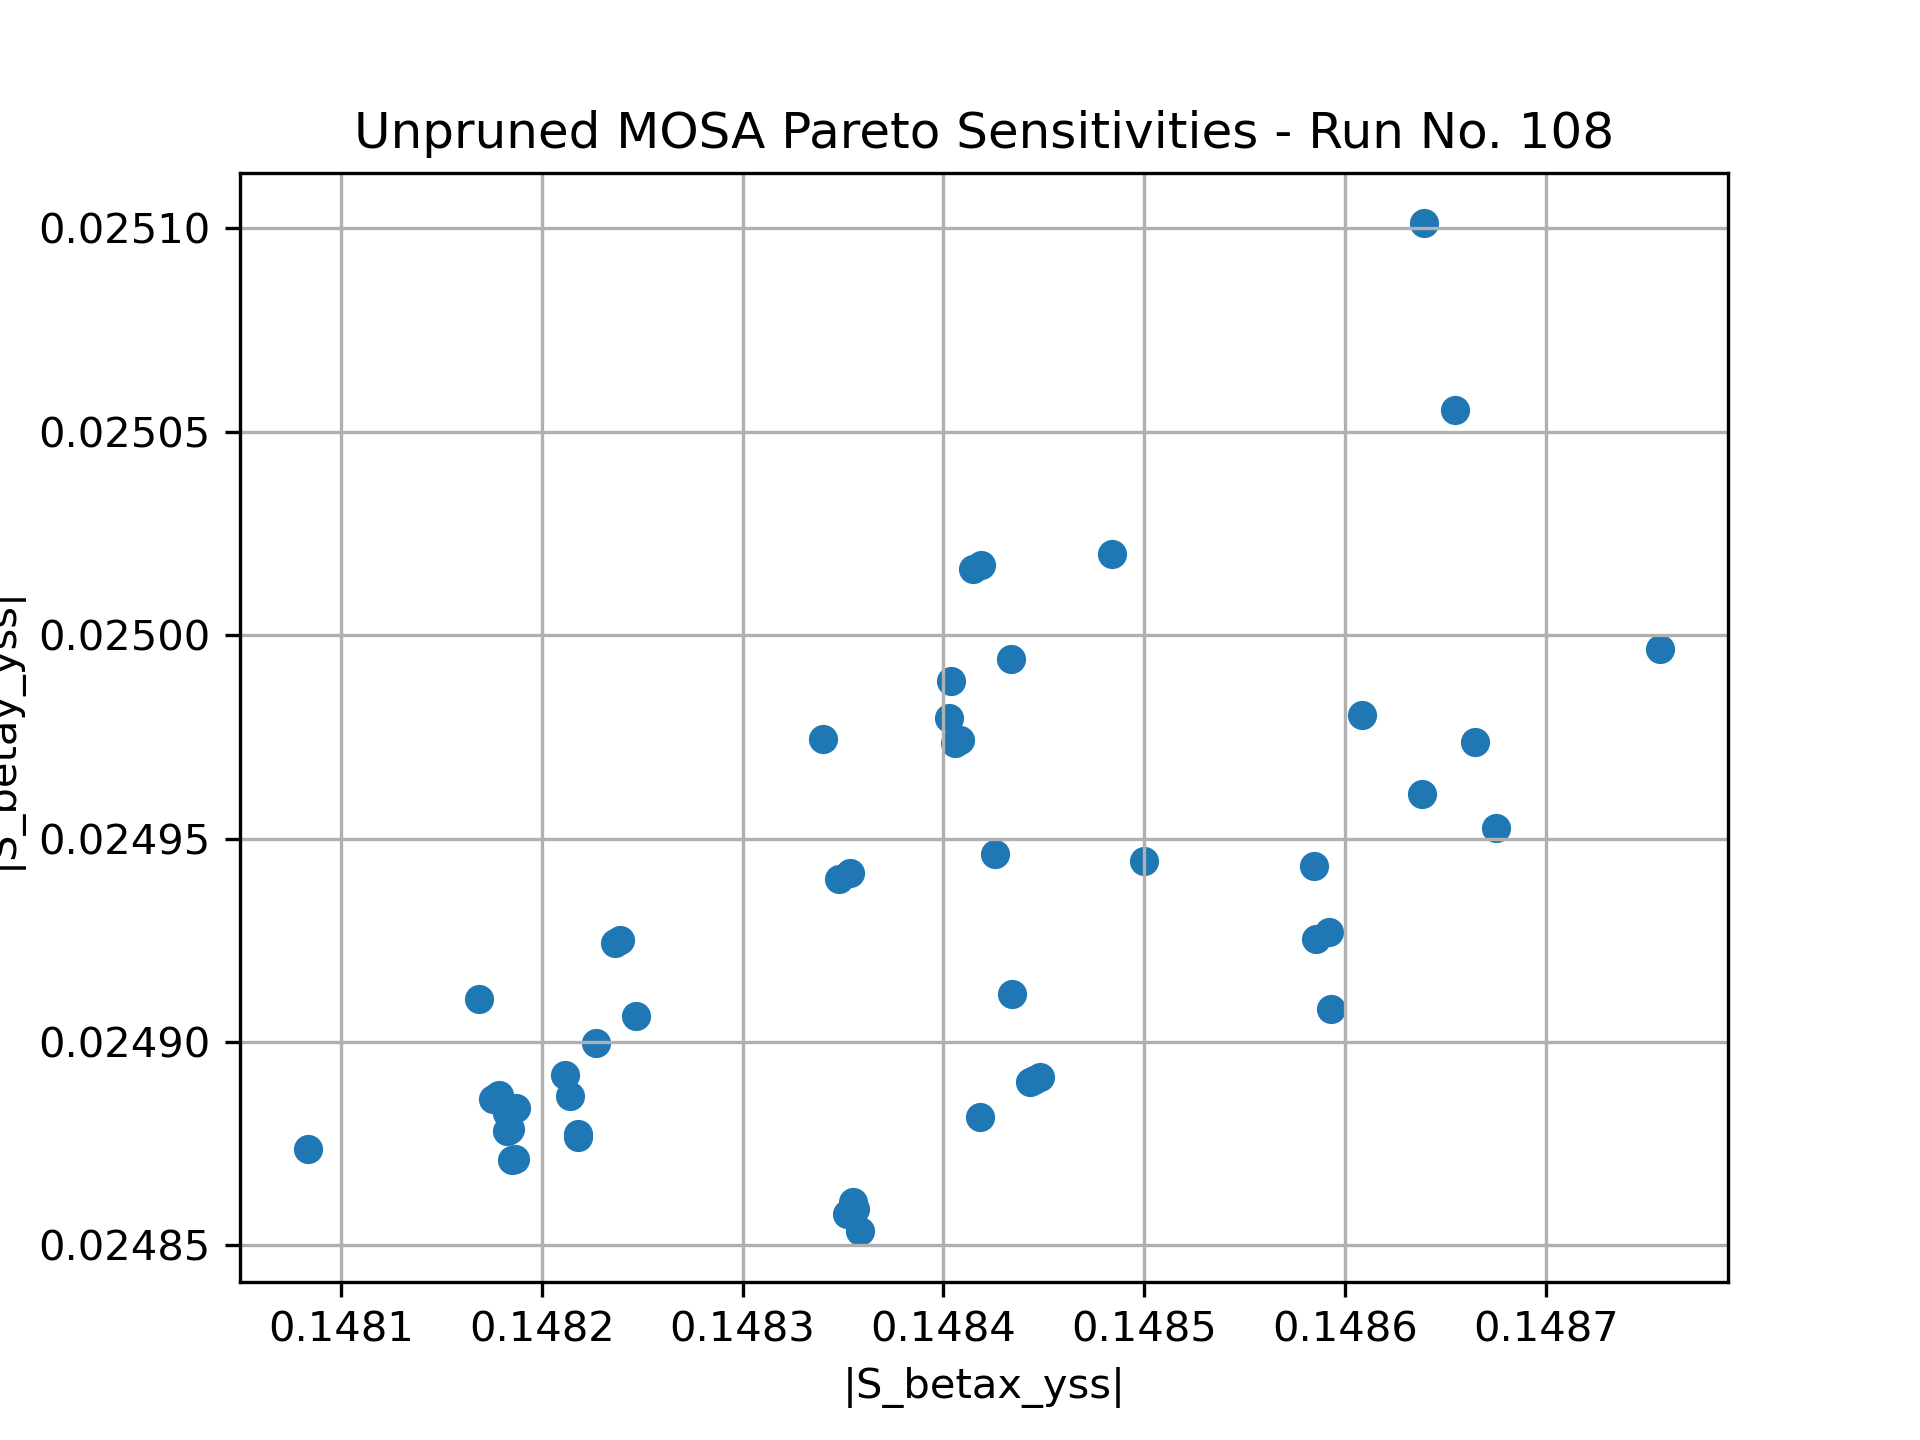 Unpruned MOSA Pareto Sensitivities - Run No. 108
|S_betay_yss|
0.02510
0.02505
0.02500
0.02495
0.02490
0.02485
0.1481 0.1482 0.1483 0.1484 0.1485 0.1486 0.1487
|S_betax_yss|